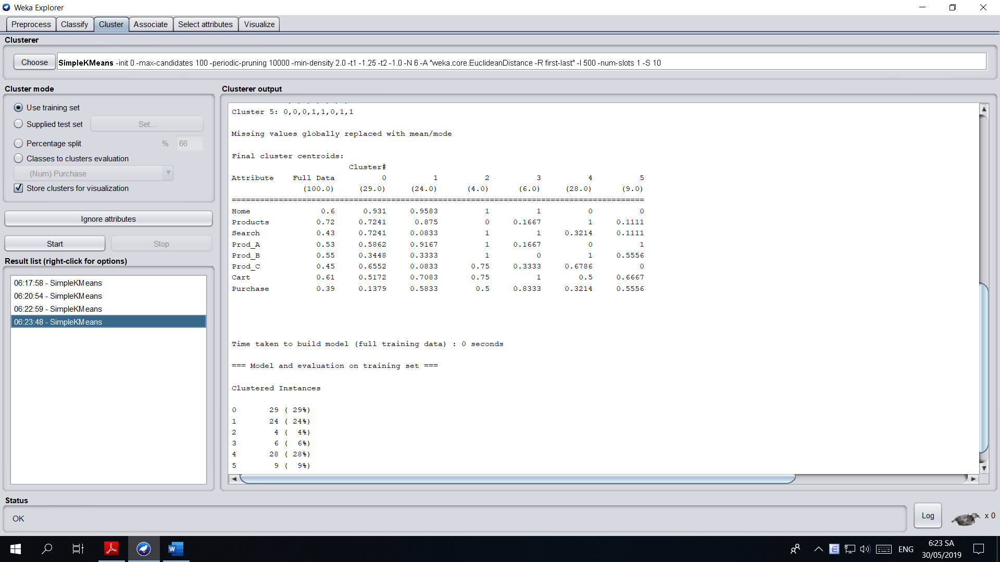 Weka Explorer
Preprocess Classify Cluster Associate Select attributes Visualize
Clusterer
Choose SimpleKMeans -init 0 -max-candidates 100 -periodic-pruning 10000 -min-density 2.0 -t1 -1.25 -t2 -1.0 -N 6 -A "weka.core.EuclideanDistance -R first-last" -I 500 -num-slots 1 -S 10
Cluster mode
Use training set
Supplied test set Set...
Percentage split % 66
Classes to clusters evaluation
(Num) Purchase
Store clusters for visualization
Ignore attributes
Start Stop
Result list (right-click for options)
06:17:58 - SimpleKMeans
06:20:54 - SimpleKMeans
06:22:59 - SimpleKMeans
06:23:48 - SimpleKMeans
Clusterer output
Cluster 5: 0,0,0,1,1,0,1,1
Missing values globally replaced with mean/mode
Final cluster centroids:
Cluster#
Attribute Full Data 0 1 2 3 4 5
(100.0) (29.0) (24.0) (4.0) (6.0) (28.0) (9.0)
========================================================================================
Home 0.6 0.931 0.9583 1 1 0 0
Products 0.72 0.7241 0.875 0 0.1667 1 0.1111
Search 0.43 0.7241 0.0833 1 1 0.3214 0.1111
Prod_A 0.53 0.5862 0.9167 1 0.1667 0 1
Prod_B 0.55 0.3448 0.3333 1 0 1 0.5556
Prod_C 0.45 0.6552 0.0833 0.75 0.3333 0.6786 0
Cart 0.61 0.5172 0.7083 0.75 1 0.5 0.6667
Purchase 0.39 0.1379 0.5833 0.5 0.8333 0.3214 0.5556
Time taken to build model (full training data) : 0 seconds
=== Model and evaluation on training set ===
Clustered Instances
0 29 ( 29%)
1 24 ( 24%)
2 4 ( 4%)
3 6 ( 6%)
4 28 ( 28%)
5 9 ( 9%)
Status
OK
Log
x 0
ENG
6:23 SA
30/05/2019